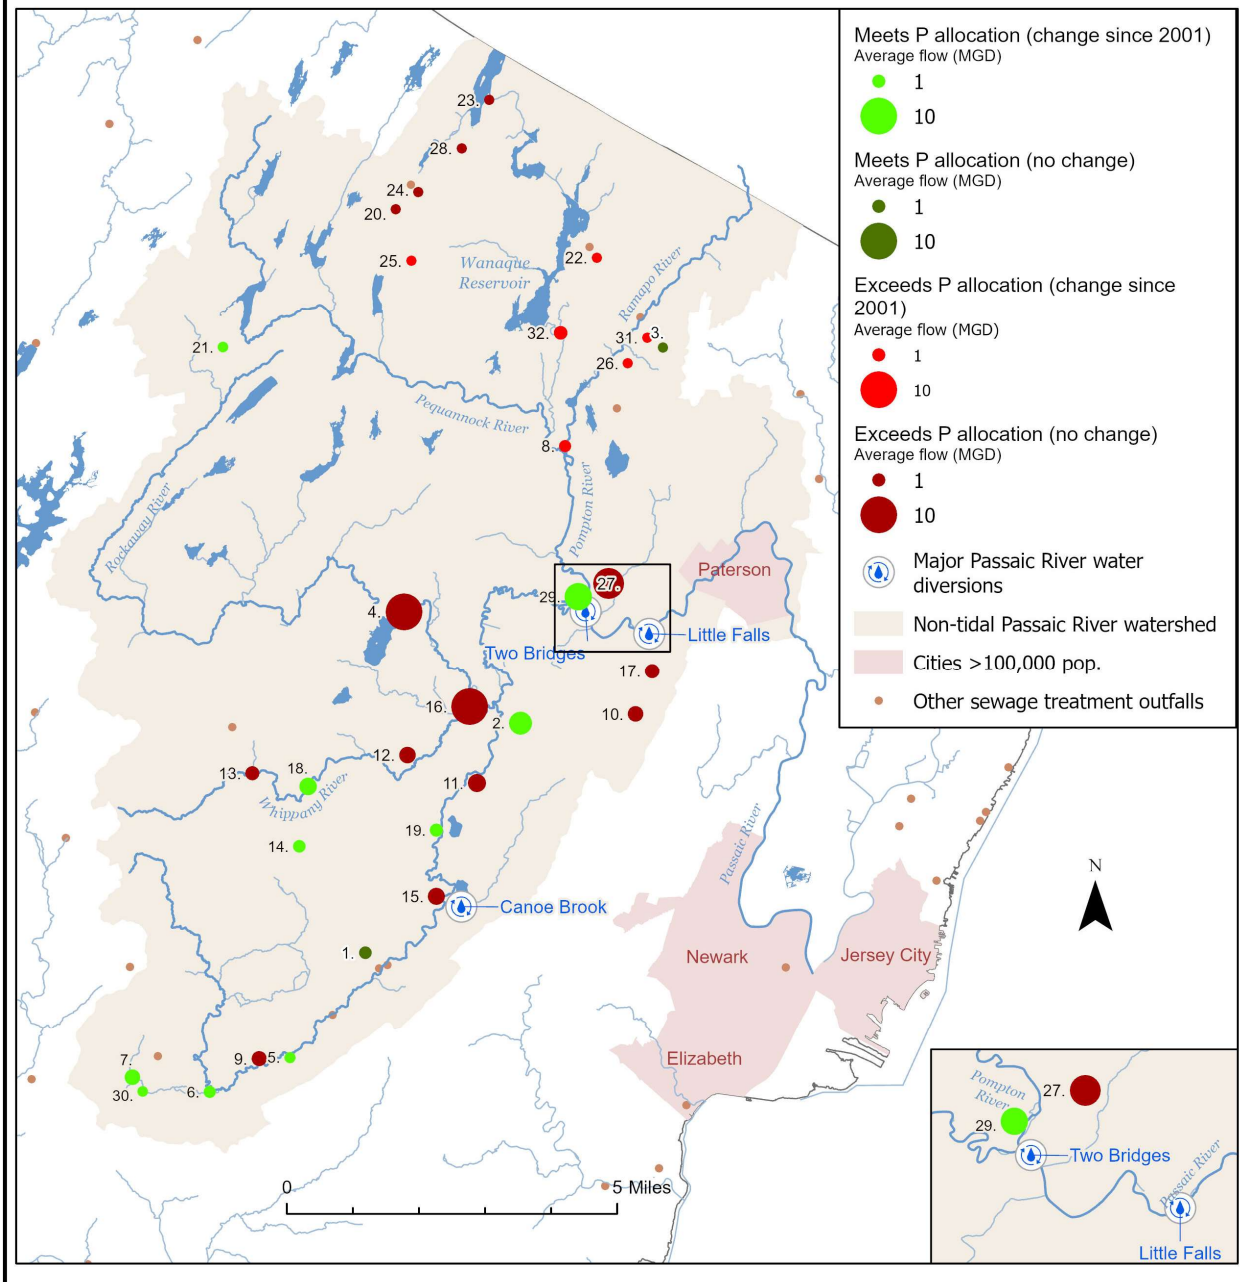 Meets P allocation (change since 2001)
Average flow (MGD)
1
10
Meets P allocation (no change)
Average flow (MGD)
1
10
Exceeds P allocation (change since
2001)
Average flow (MGD)
1
10
Exceeds P allocation (no change)
Average flow (MGD)
1
10
Major Passaic River water
diversions
Non-tidal Passaic River watershed
Cities >100,000 pop.
Other sewage treatment outfalls
23.
28.
24.
20.
25.
Wanaque
Reservoir
22.
Ramapo River
32.
31.
3.
21.
26.
Pequannock River
8.
Rockaway River
Pompton River
Paterson
27.
29.
4.
Little Falls
Two Bridges
17.
16.
2.
10.
12.
13.
18.
11.
Whippany River
19.
14.
Passaic River
15.
Canoe Brook
1.
Newark
Jersey City
N
7.
9.
5.
Elizabeth
30.
6.
0
5 Miles
Pompton
River
27.
29.
Two Bridges
Passaic River
Little Falls